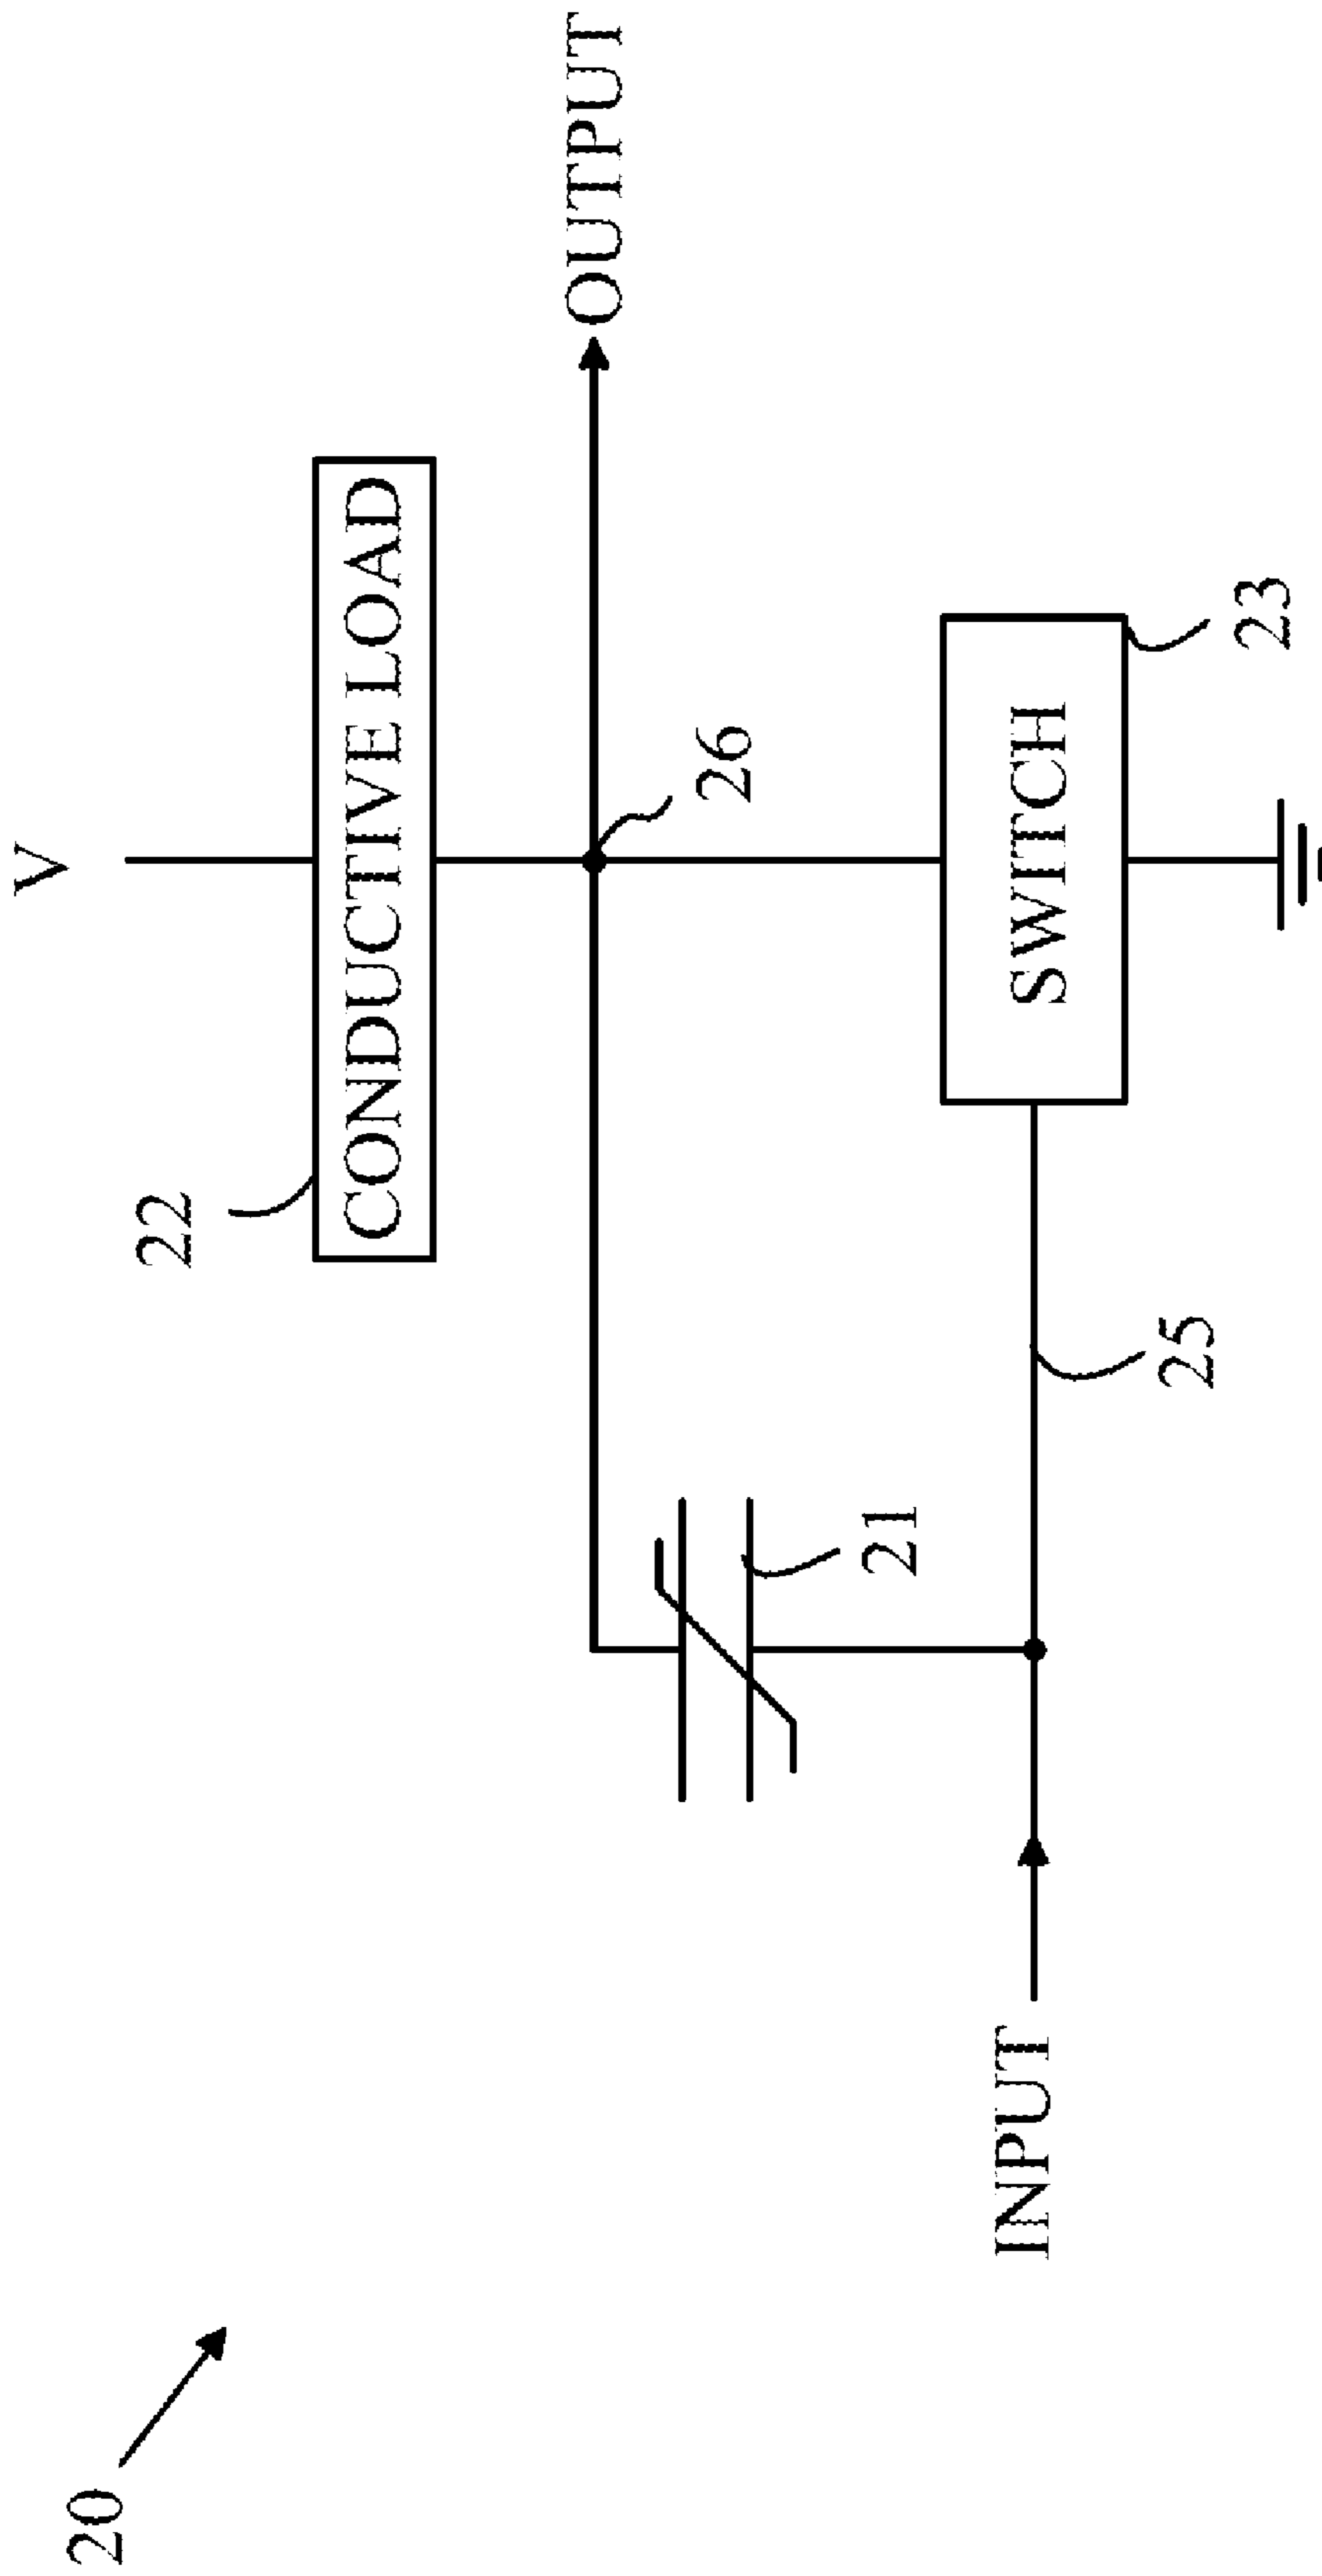 20
V
22
CONDUCTIVE LOAD
OUTPUT
26
21
INPUT
25
SWITCH
23